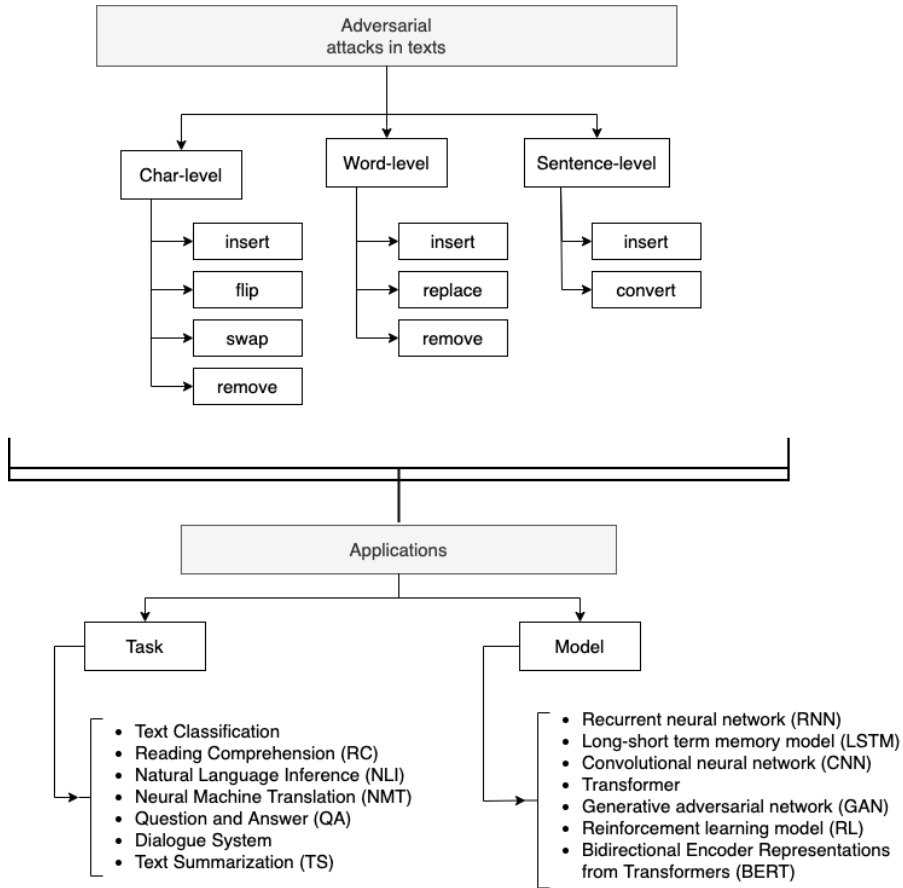 Adversarial
attacks in texts
Char-level
Word-level
Sentence-level
insert
flip
swap
remove
insert
replace
remove
insert
convert
Applications
Task
Model
• Text Classification
• Reading Comprehension (RC)
• Natural Language Inference (NLI)
• Neural Machine Translation (NMT)
• Question and Answer (QA)
• Dialogue System
• Text Summarization (TS)
• Recurrent neural network (RNN)
• Long-short term memory model (LSTM)
• Convolutional neural network (CNN)
• Transformer
• Generative adversarial network (GAN)
• Reinforcement learning model (RL)
• Bidirectional Encoder Representations
from Transformers (BERT)